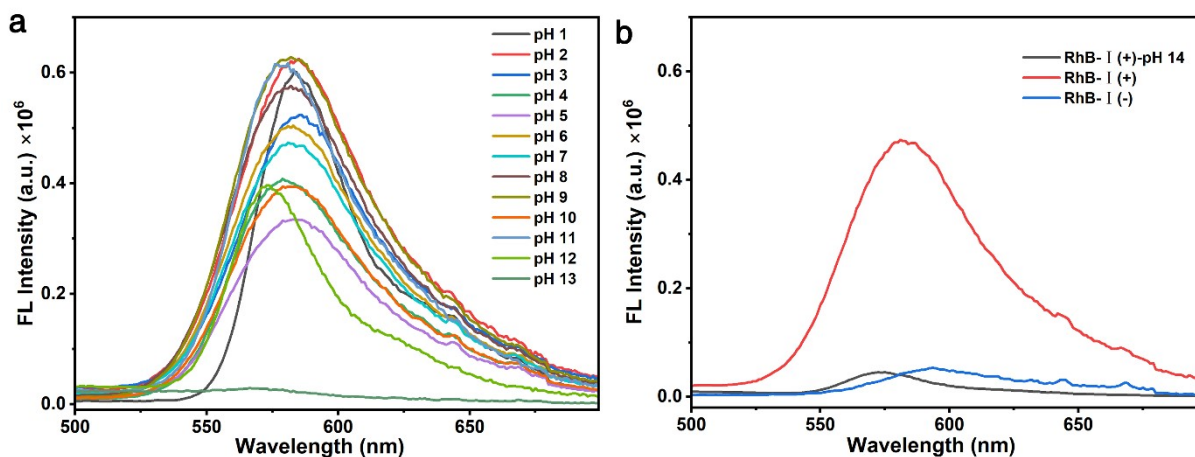 a
FL Intensity (a.u.) ×10⁶
0.6
0.4
0.2
0.0
500
550
600
650
Wavelength (nm)
pH 1
pH 2
pH 3
pH 4
pH 5
pH 6
pH 7
pH 8
pH 9
pH 10
pH 11
pH 12
pH 13
b
FL Intensity (a.u.) ×10⁶
0.6
0.4
0.2
0.0
500
550
600
650
Wavelength (nm)
RhB-Ⅰ(+)-pH 14
RhB-Ⅰ(+)
RhB-Ⅰ(-)